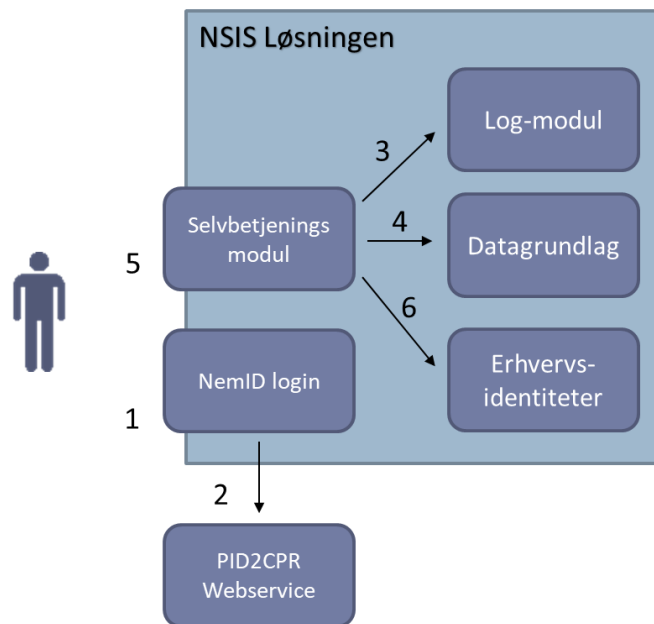 NSIS Løsningen
Log-modul
3
Selvbetjenings
modul
4
Datagrundlag
5
6
NemID login
Erhvervs-
identiteter
1
2
PID2CPR
Webservice